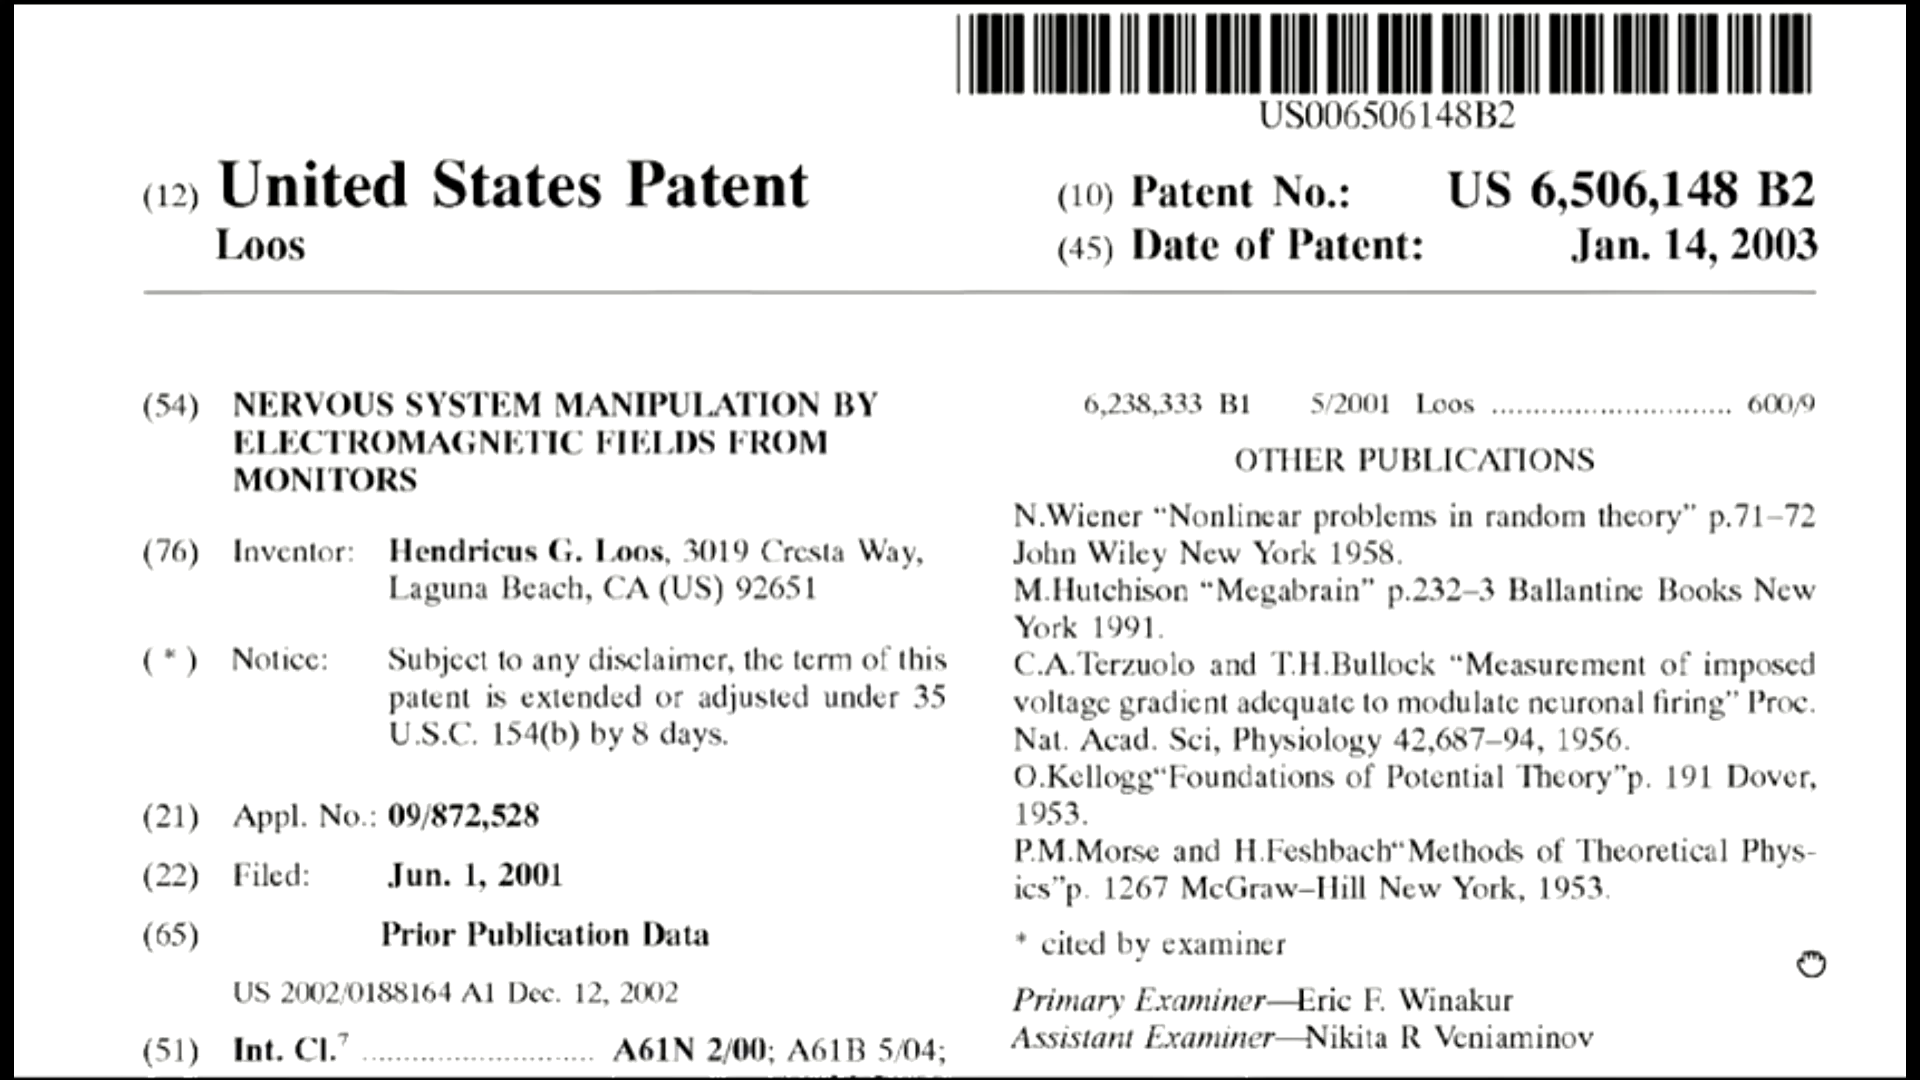 US006506148B2
(12) United States Patent
Loos
(10) Patent No.: US 6,506,148 B2
(45) Date of Patent: Jan. 14, 2003
(54) NERVOUS SYSTEM MANIPULATION BY
ELECTROMAGNETIC FIELDS FROM
MONITORS
(76) Inventor: Hendricus G. Loos, 3019 Cresta Way,
Laguna Beach, CA (US) 92651
( * ) Notice: Subject to any disclaimer, the term of this
patent is extended or adjusted under 35
U.S.C. 154(b) by 8 days.
(21) Appl. No.: 09/872,528
(22) Filed: Jun. 1, 2001
(65) Prior Publication Data
US 2002/0188164 A1 Dec. 12, 2002
(51) Int. Cl.7 .............................. A61N 2/00; A61B 5/04;
6,238,333 B1 5/2001 Loos .............................. 600/9
OTHER PUBLICATIONS
N.Wiener “Nonlinear problems in random theory” p.71–72
John Wiley New York 1958.
M.Hutchison “Megabrain” p.232–3 Ballantine Books New
York 1991.
C.A.Terzuolo and T.H.Bullock “Measurement of imposed
voltage gradient adequate to modulate neuronal firing” Proc.
Nat. Acad. Sci, Physiology 42,687–94, 1956.
O.Kellogg“Foundations of Potential Theory”p. 191 Dover,
1953.
P.M.Morse and H.Feshbach“Methods of Theoretical Phys-
ics”p. 1267 McGraw–Hill New York, 1953.
* cited by examiner
Primary Examiner—Eric F. Winakur
Assistant Examiner—Nikita R Veniaminov